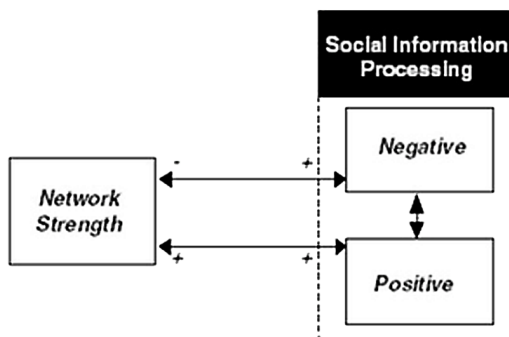 Social Information
Processing
Negative
- +
Network
Strength
+ +
Positive